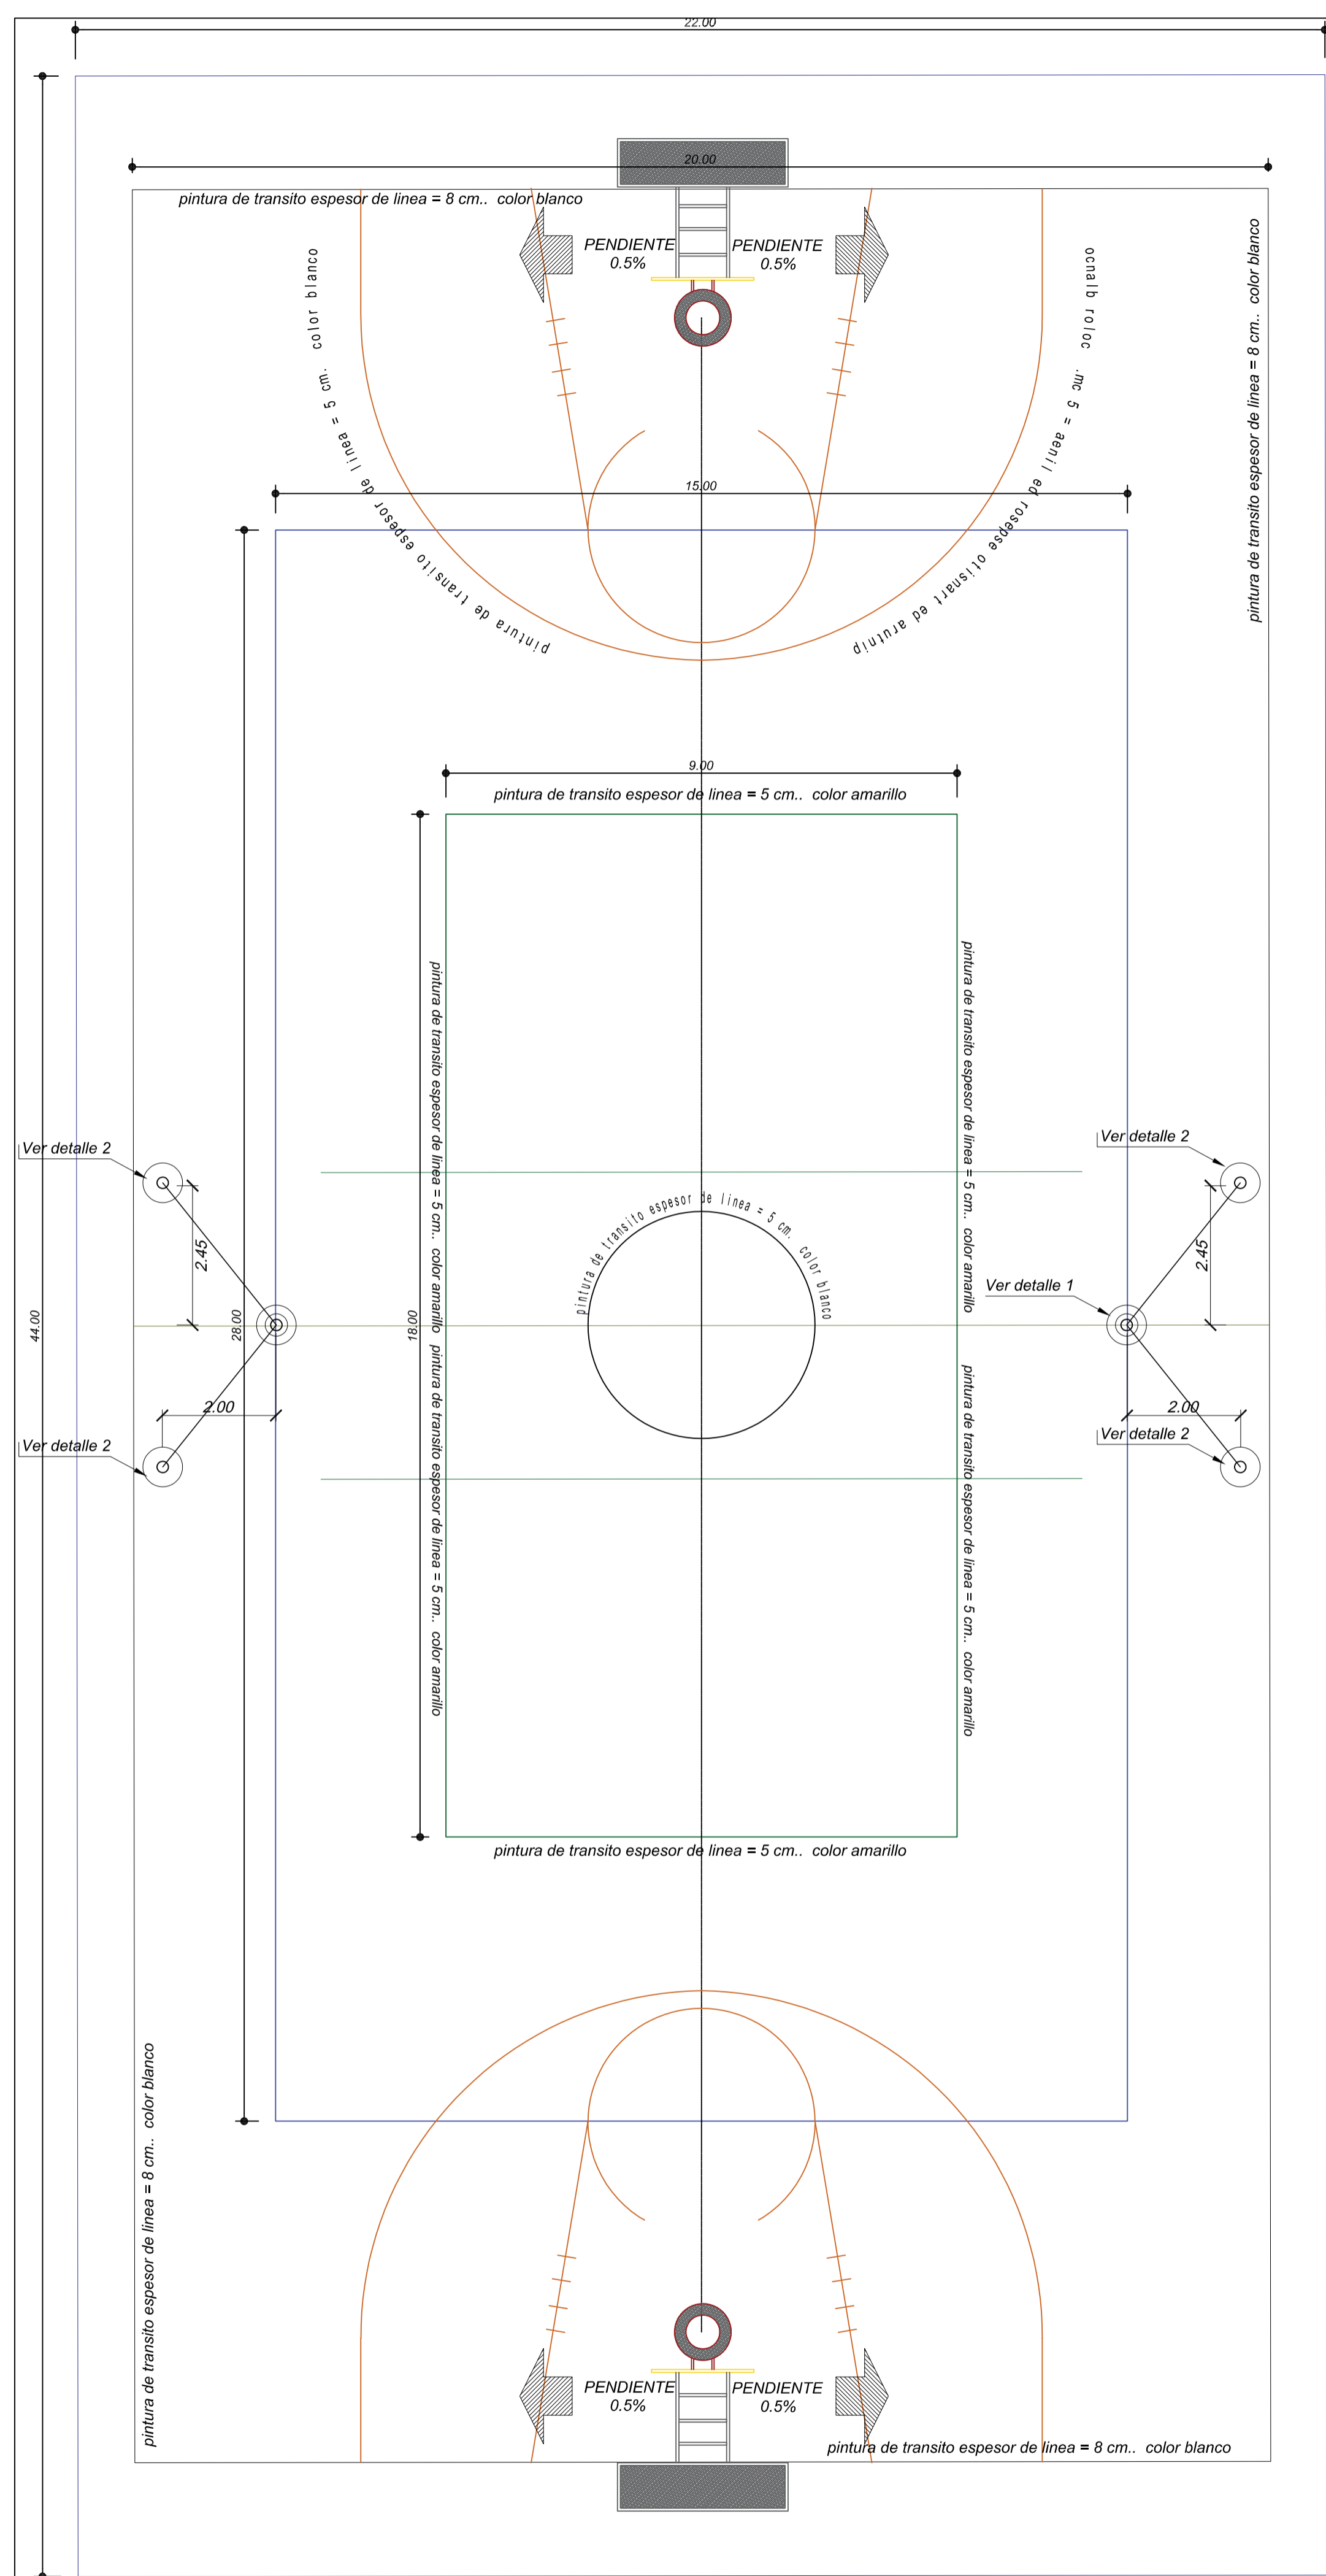 22.00
20.00
pintura de transito espesor de linea = 8 cm.. color blanco
PENDIENTE
0.5%
PENDIENTE
0.5%
pintura de transito espesor de linea = 5 cm. color blanco
pintura de transito espesor de linea = 5 cm. color blanco
pintura de transito espesor de linea = 8 cm.. color blanco
15.00
9.00
pintura de transito espesor de linea = 5 cm.. color amarillo
pintura de transito espesor de linea = 5 cm.. color amarillo
pintura de transito espesor de linea = 5 cm.. color amarillo
Ver detalle 2
Ver detalle 2
pintura de transito espesor de linea = 5 cm. color blanco
2.45
2.45
Ver detalle 1
44.00
28.00
18.00
2.00
2.00
Ver detalle 2
Ver detalle 2
pintura de transito espesor de linea = 5 cm.. color amarillo
pintura de transito espesor de linea = 5 cm.. color amarillo
pintura de transito espesor de linea = 5 cm.. color amarillo
pintura de transito espesor de linea = 8 cm.. color blanco
PENDIENTE
0.5%
PENDIENTE
0.5%
pintura de transito espesor de linea = 8 cm.. color blanco